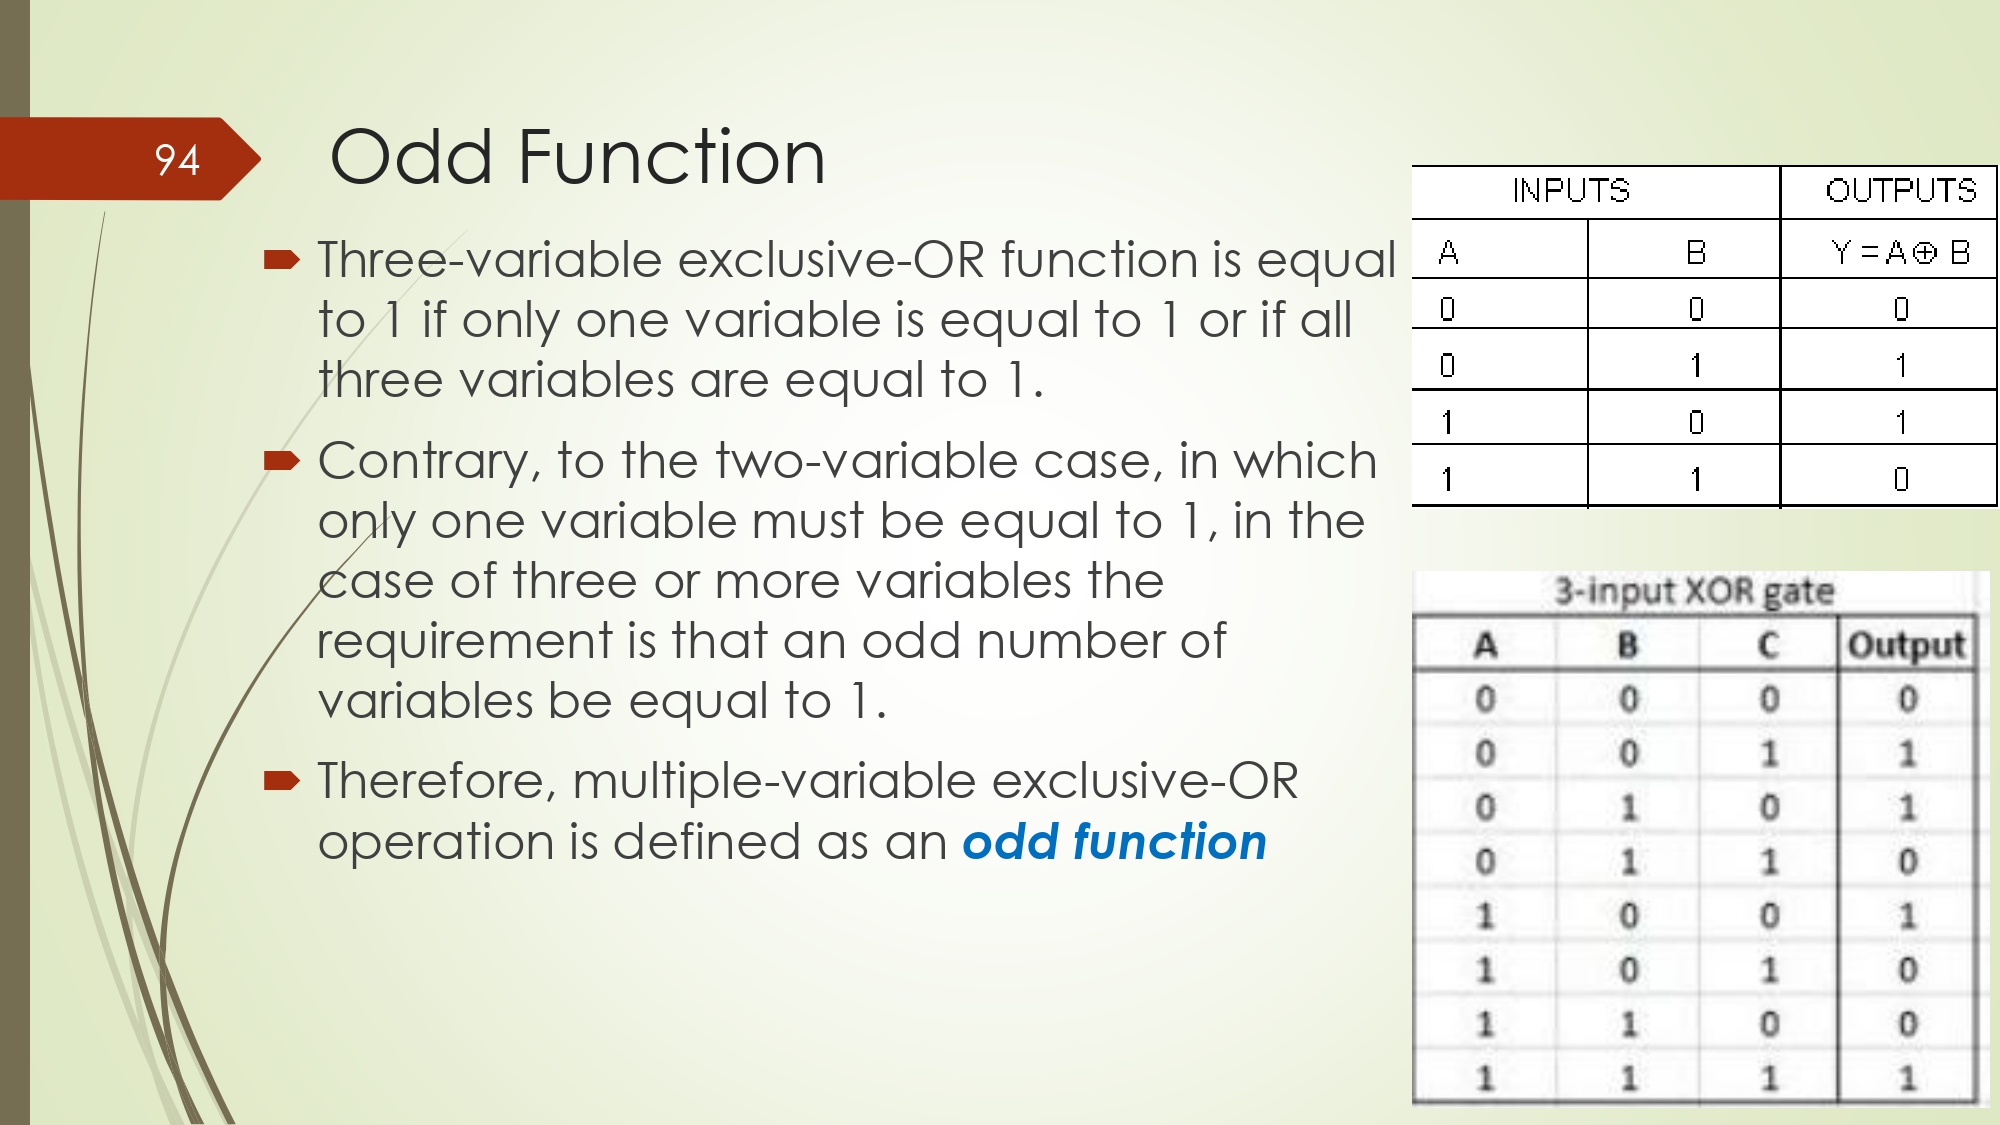 94
Odd Function
Three-variable exclusive-OR function is equal
to 1 if only one variable is equal to 1 or if all
three variables are equal to 1.
Contrary, to the two-variable case, in which
only one variable must be equal to 1, in the
case of three or more variables the
requirement is that an odd number of
variables be equal to 1.
Therefore, multiple-variable exclusive-OR
operation is defined as an odd function
INPUTS OUTPUTS
A B Y = A ⊕ B
0 0 0
0 1 1
1 0 1
1 1 0
3-input XOR gate
A B C Output
0 0 0 0
0 0 1 1
0 1 0 1
0 1 1 0
1 0 0 1
1 0 1 0
1 1 0 0
1 1 1 1